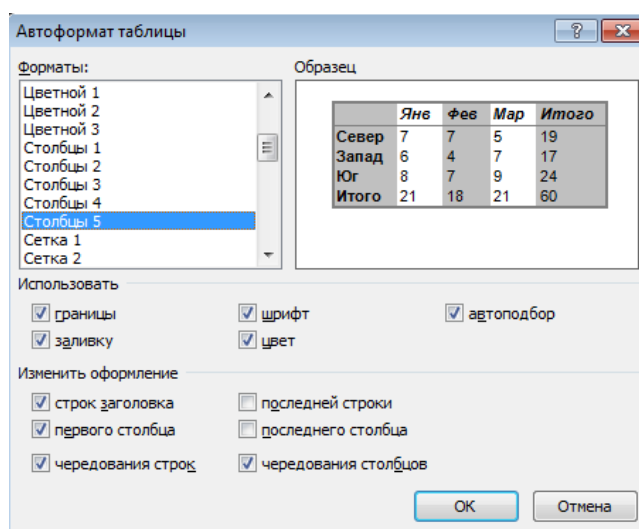 Автоформат таблицы
Форматы:
Образец
Цветной 1
Цветной 2
Цветной 3
Столбцы 1
Столбцы 2
Столбцы 3
Столбцы 4
Столбцы 5
Сетка 1
Сетка 2
Янв Фев Мар Итого
Север 7 7 5 19
Запад 6 4 7 17
Юг 8 7 9 24
Итого 21 18 21 60
Использовать
границы шрифт автоподбор
заливку цвет
Изменить оформление
строк заголовка последней строки
первого столбца последнего столбца
чередования строк чередования столбцов
ОК Отмена